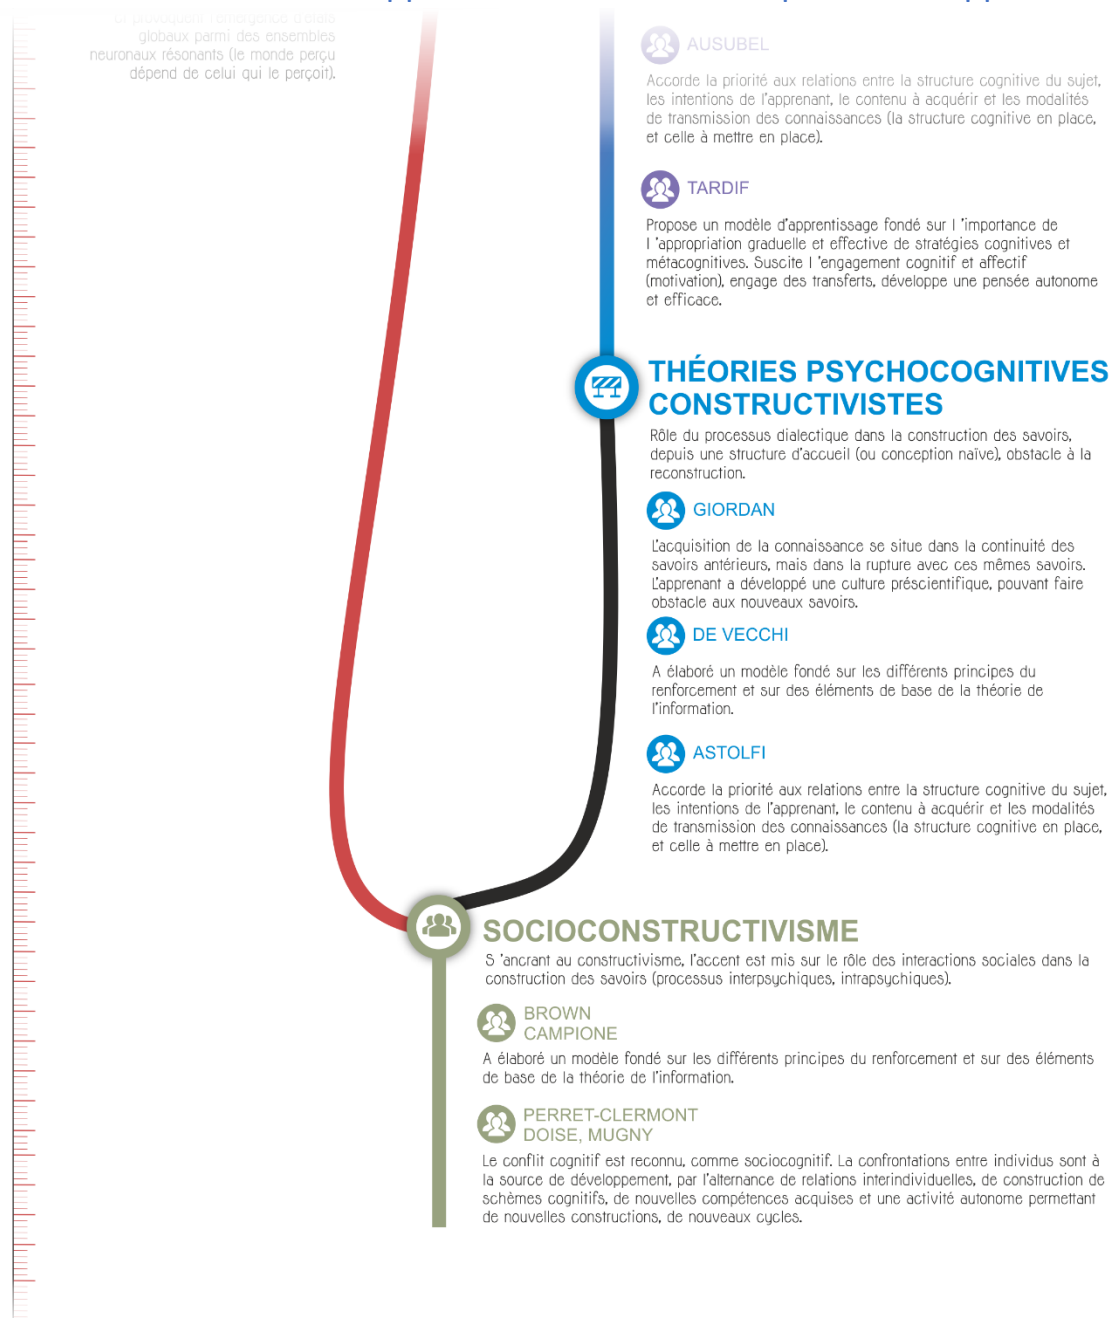 globaux parmi des ensembles
neuronaux résonants (le monde perçu
dépend de celui qui le perçoit).
AUSUBEL
Accorde la priorité aux relations entre la structure cognitive du sujet,
les intentions de l'apprenant, le contenu à acquérir et les modalités
de transmission des connaissances (la structure cognitive en place,
et celle à mettre en place).
TARDIF
Propose un modèle d'apprentissage fondé sur l 'importance de
l 'appropriation graduelle et effective de stratégies cognitives et
métacognitives. Suscite l 'engagement cognitif et affectif
(motivation), engage des transferts, développe une pensée autonome
et efficace.
THÉORIES PSYCHOCOGNITIVES
CONSTRUCTIVISTES
Rôle du processus dialectique dans la construction des savoirs,
depuis une structure d'accueil (ou conception naïve), obstacle à la
reconstruction.
GIORDAN
L'acquisition de la connaissance se situe dans la continuité des
savoirs antérieurs, mais dans la rupture avec ces mêmes savoirs.
L'apprenant a développé une culture préscientifique, pouvant faire
obstacle aux nouveaux savoirs.
DE VECCHI
A élaboré un modèle fondé sur les différents principes du
renforcement et sur des éléments de base de la théorie de
l'information.
ASTOLFI
Accorde la priorité aux relations entre la structure cognitive du sujet,
les intentions de l'apprenant, le contenu à acquérir et les modalités
de transmission des connaissances (la structure cognitive en place,
et celle à mettre en place).
SOCIOCONSTRUCTIVISME
S 'ancrant au constructivisme, l'accent est mis sur le rôle des interactions sociales dans la
construction des savoirs (processus interpsychiques, intrapsychiques).
BROWN
CAMPIONE
A élaboré un modèle fondé sur les différents principes du renforcement et sur des éléments
de base de la théorie de l'information.
PERRET-CLERMONT
DOISE, MUGNY
Le conflit cognitif est reconnu, comme sociocognitif. La confrontations entre individus sont à
la source de développement, par l'alternance de relations interindividuelles, de construction de
schèmes cognitifs, de nouvelles compétences acquises et une activité autonome permettant
de nouvelles constructions, de nouveaux cycles.